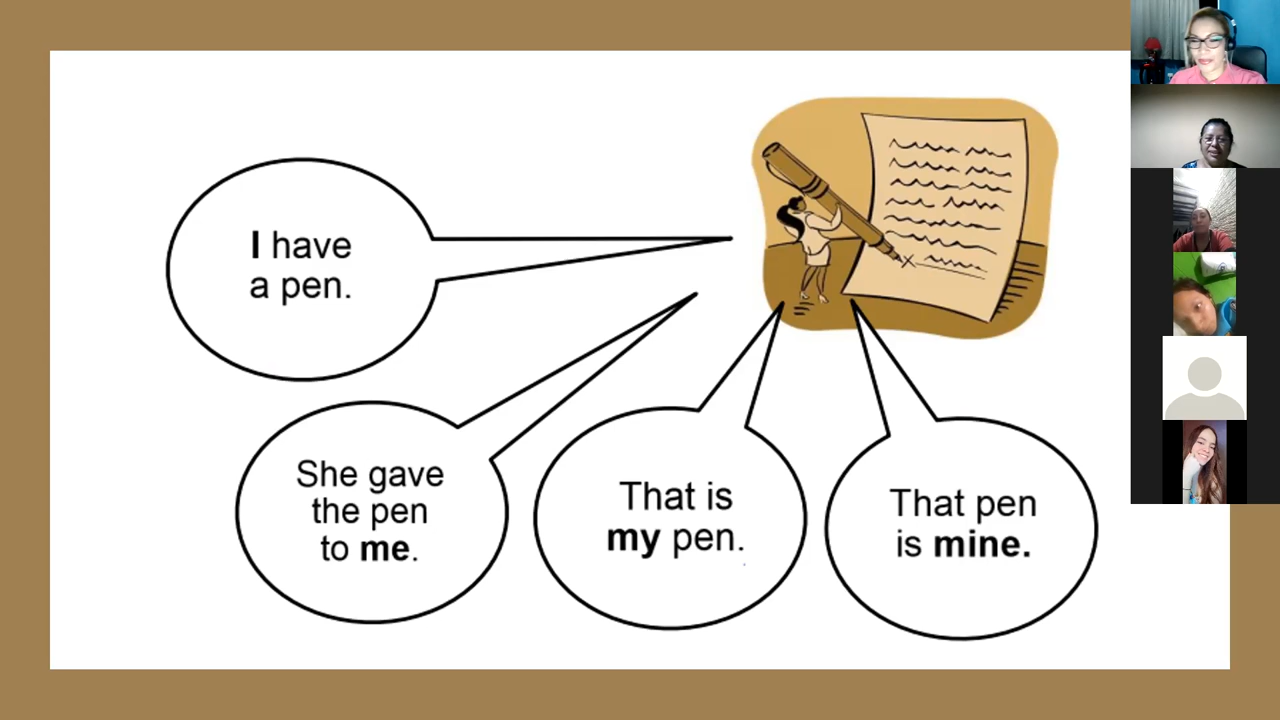 I have
a pen.
She gave
the pen
to me.
That is
my pen.
That pen
is mine.